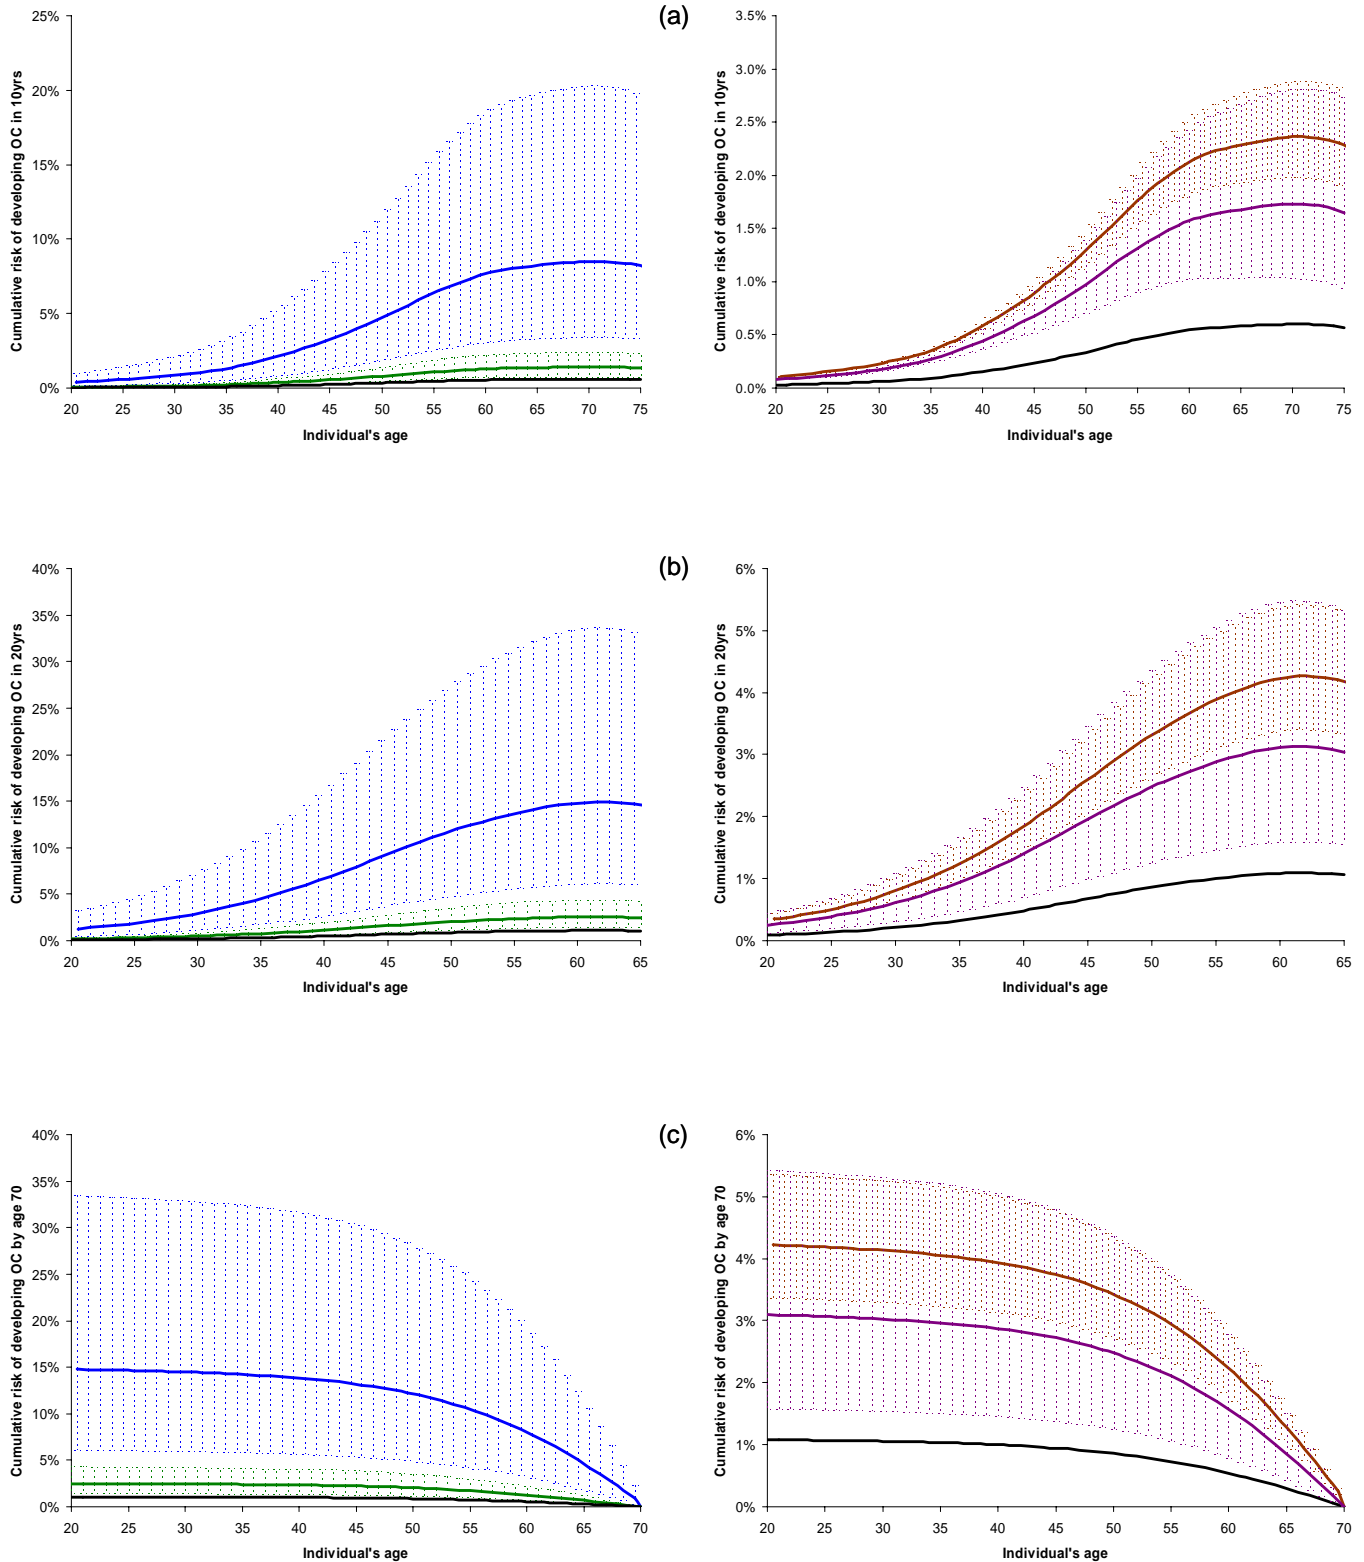 (a)
Cumulative risk of developing OC in 10yrs
25%
20%
15%
10%
5%
0%
20 25 30 35 40 45 50 55 60 65 70 75
Individual's age
Cumulative risk of developing OC in 10yrs
3.5%
3.0%
2.5%
2.0%
1.5%
1.0%
0.5%
0.0%
20 25 30 35 40 45 50 55 60 65 70 75
Individual's age
(b)
Cumulative risk of developing OC in 20yrs
40%
35%
30%
25%
20%
15%
10%
5%
0%
20 25 30 35 40 45 50 55 60 65
Individual's age
Cumulative risk of developing OC in 20yrs
6%
5%
4%
3%
2%
1%
0%
20 25 30 35 40 45 50 55 60 65
Individual's age
(c)
Cumulative risk of developing OC by age 70
40%
35%
30%
25%
20%
15%
10%
5%
0%
20 25 30 35 40 45 50 55 60 65 70
Individual's age
Cumulative risk of developing OC by age 70
6%
5%
4%
3%
2%
1%
0%
20 25 30 35 40 45 50 55 60 65 70
Individual's age